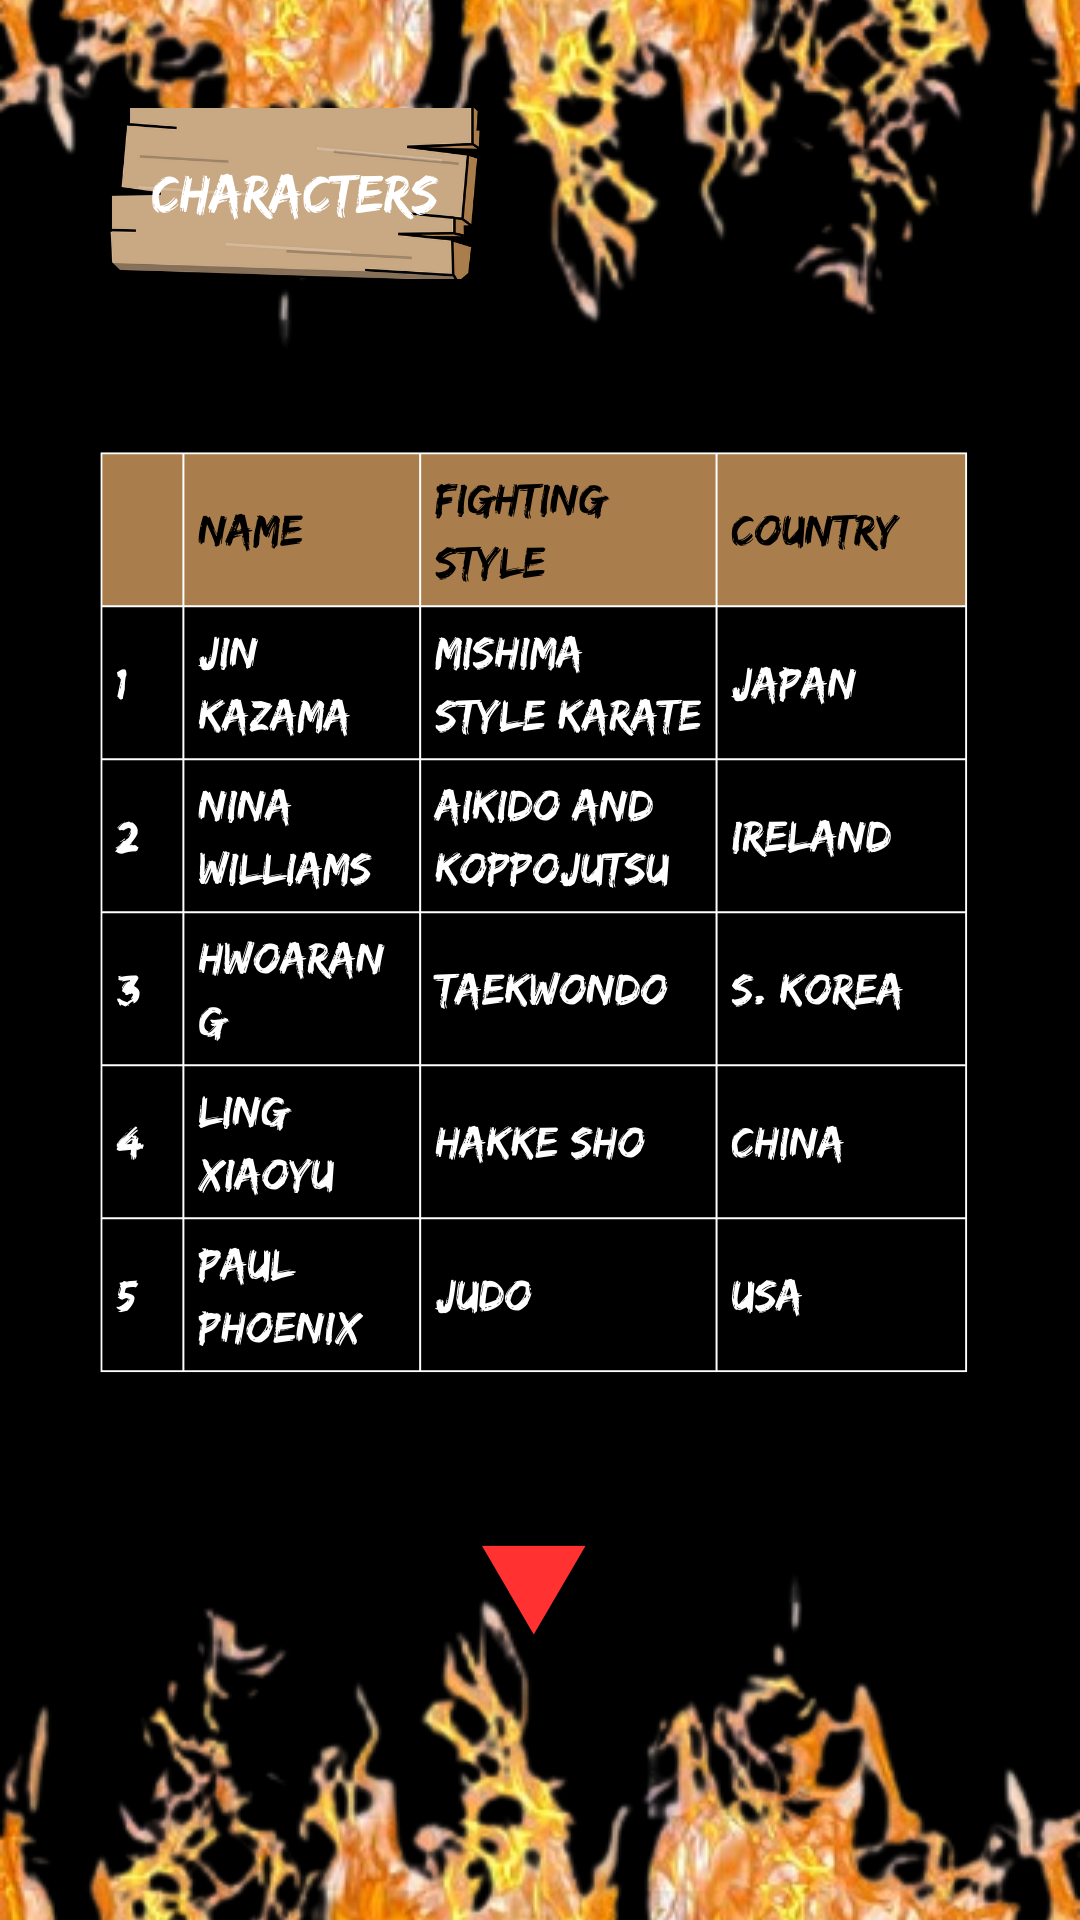 CHARACTERS
NAME
FIGHTING
STYLE
COUNTRY
1
JIN
KAZAMA
MISHIMA
STYLE KARATE
JAPAN
2
NINA
WILLIAMS
AIKIDO AND
KOPPOJUTSU
IRELAND
3
HWOARAN
G
TAEKWONDO
S. KOREA
4
LING
XIAOYU
HAKKE SHO
CHINA
5
PAUL
PHOENIX
JUDO
USA